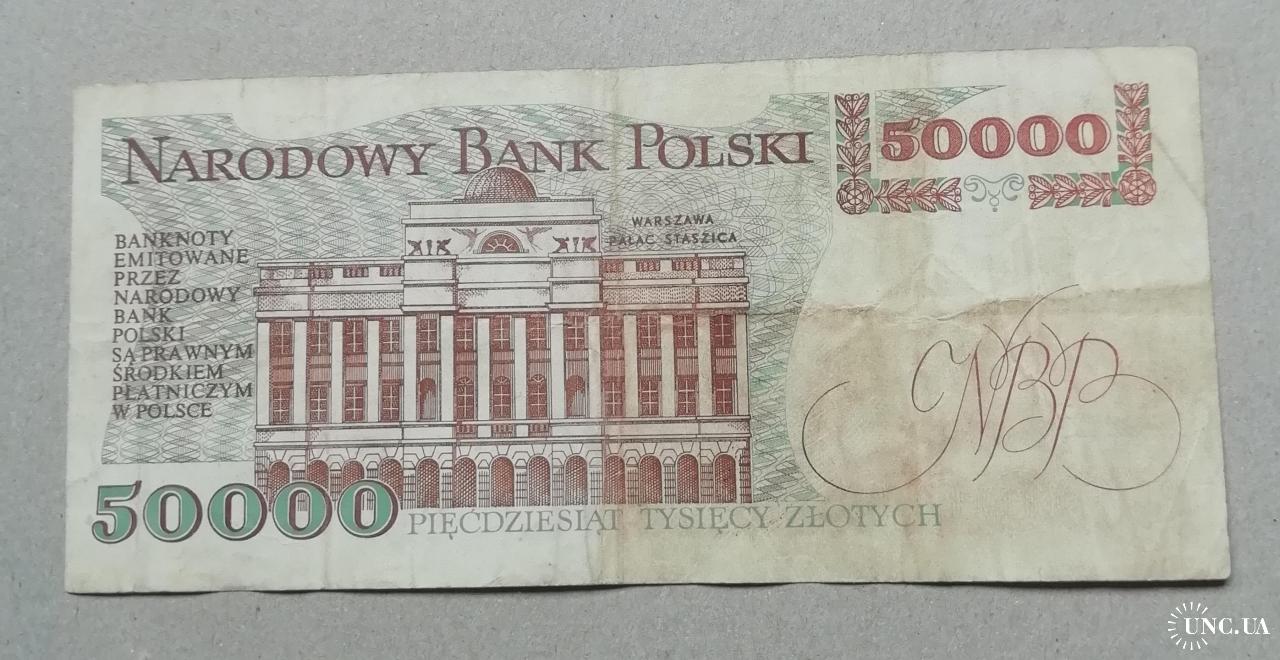 NARODOWY BANK POLSKI
50000
WARSZAWA
PAŁAC STASZICA
BANKNOTY
EMITOWANE
PRZEZ
NARODOWY
BANK
POLSKI
SĄ PRAWNYM
ŚRODKIEM
PŁATNICZYM
W POLSCE
NBP
50000
PIĘĆDZIESIĄT TYSIĘCY ZŁOTYCH
UNC.UA